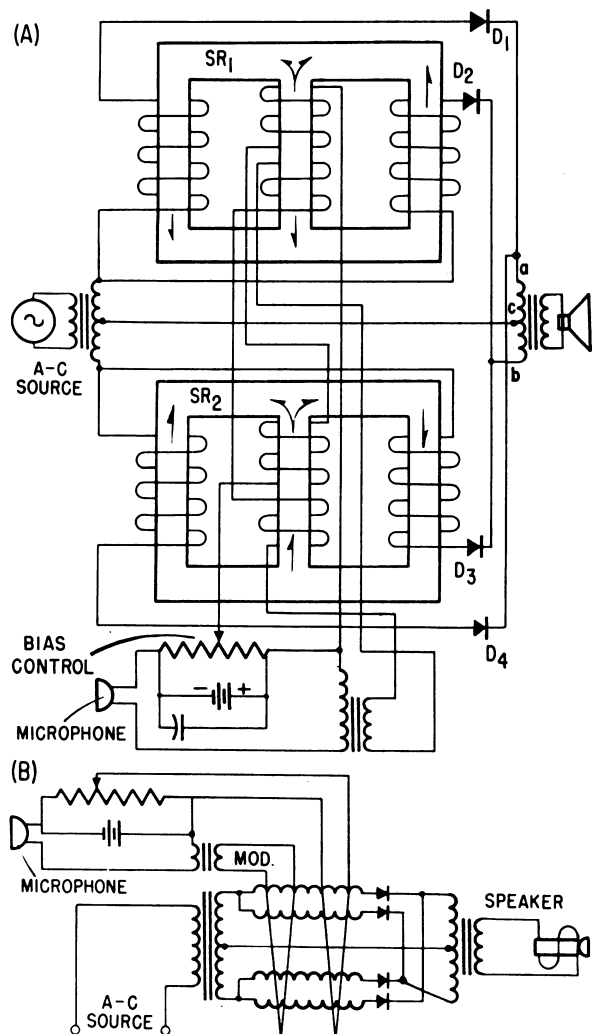 (A)
D1
SR1
D2
a
c
A-C
SOURCE
b
SR2
D3
D4
BIAS
CONTROL
− +
MICROPHONE
(B)
MOD.
MICROPHONE
SPEAKER
A-C
SOURCE